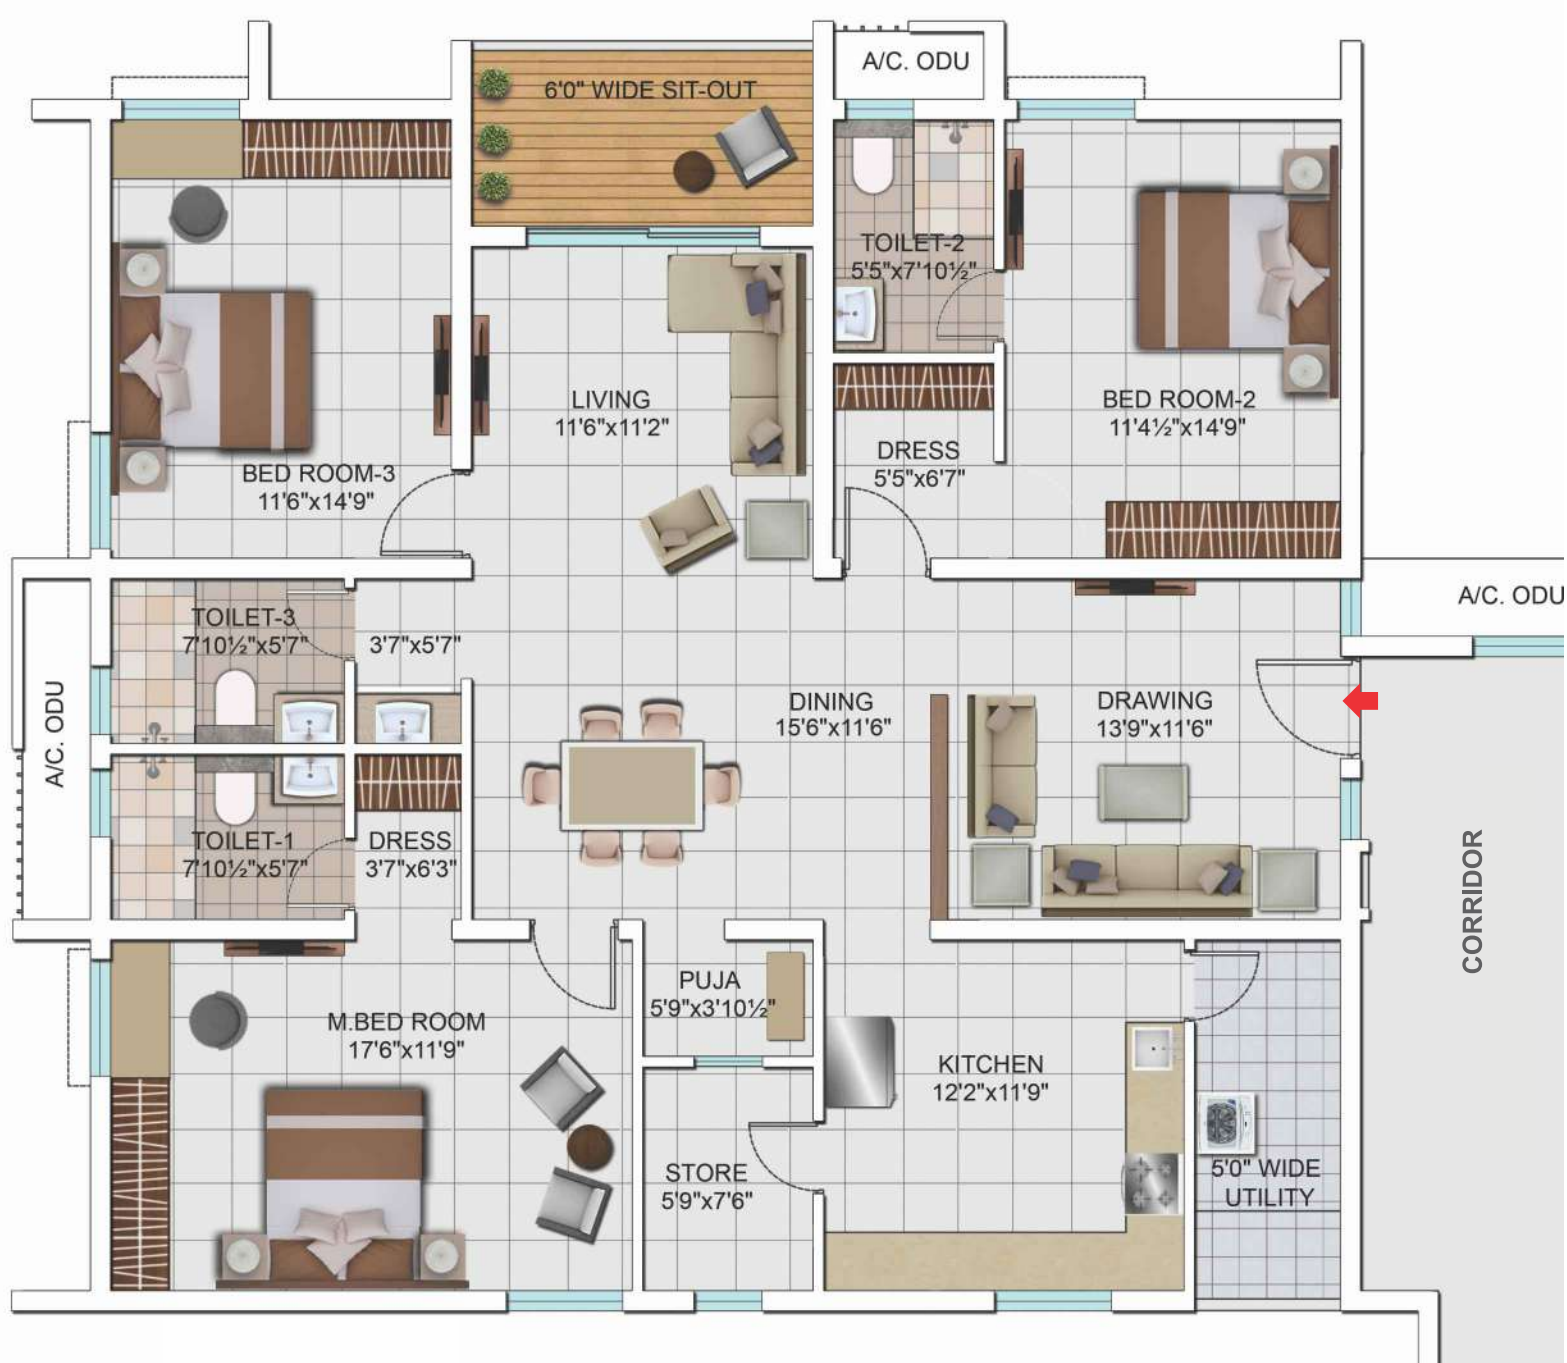 A/C. ODU
6'0" WIDE SIT-OUT
TOILET-2
5'5"x7'10½"
LIVING
11'6"x11'2"
BED ROOM-2
11'4½"x14'9"
DRESS
5'5"x6'7"
BED ROOM-3
11'6"x14'9"
A/C. ODU
TOILET-3
7'10½"x5'7"
3'7"x5'7"
A/C. ODU
DINING
15'6"x11'6"
DRAWING
13'9"x11'6"
TOILET-1
7'10½"x5'7"
DRESS
3'7"x6'3"
CORRIDOR
PUJA
5'9"x3'10½"
M.BED ROOM
17'6"x11'9"
KITCHEN
12'2"x11'9"
STORE
5'9"x7'6"
5'0" WIDE
UTILITY